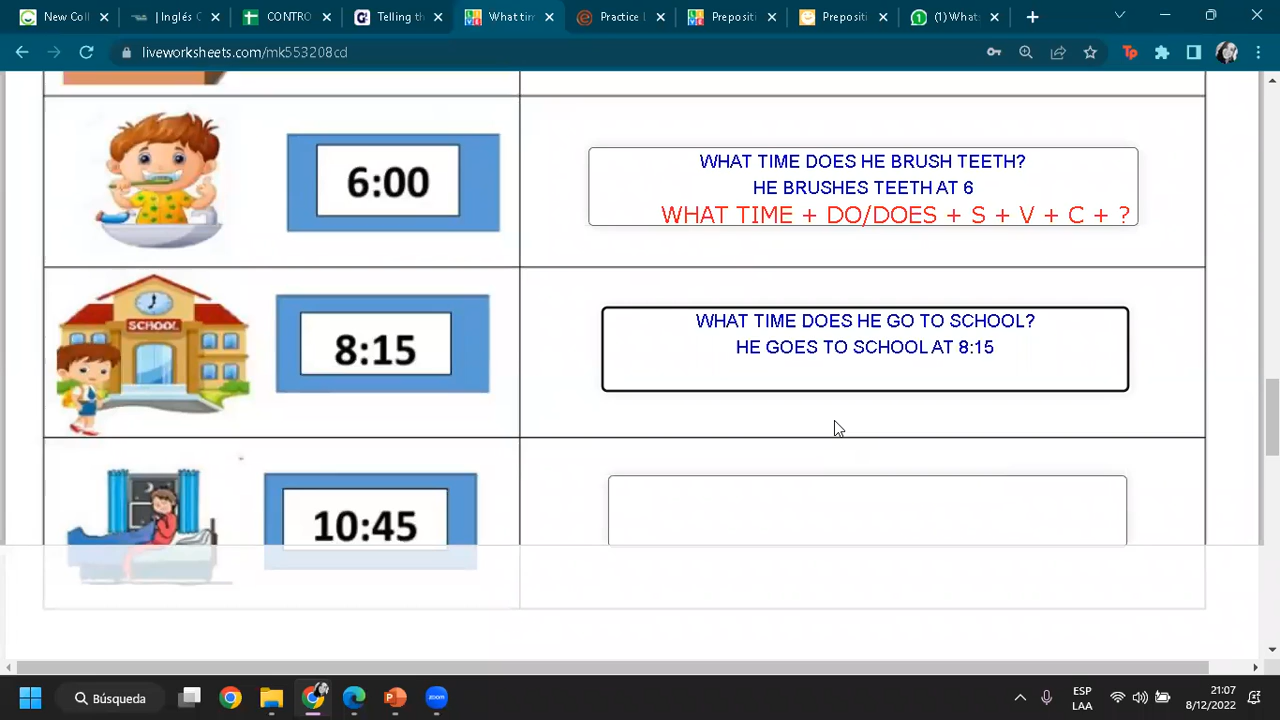 New Coll
Inglés C
CONTRO
Telling th
What tim
Practice L
Prepositi
Prepositi
(1) What
liveworksheets.com/mk553208cd
6:00
WHAT TIME DOES HE BRUSH TEETH?
HE BRUSHES TEETH AT 6
WHAT TIME + DO/DOES + S + V + C + ?
SCHOOL
8:15
WHAT TIME DOES HE GO TO SCHOOL?
HE GOES TO SCHOOL AT 8:15
10:45
Búsqueda
zoom
ESP
LAA
21:07
8/12/2022